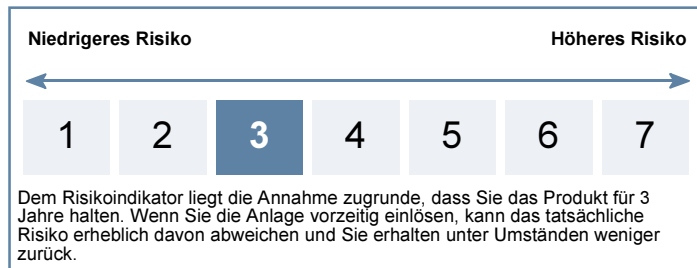 Niedrigeres Risiko Höheres Risiko
1 2 3 4 5 6 7
Dem Risikoindikator liegt die Annahme zugrunde, dass Sie das Produkt für 3
Jahre halten. Wenn Sie die Anlage vorzeitig einlösen, kann das tatsächliche
Risiko erheblich davon abweichen und Sie erhalten unter Umständen weniger
zurück.